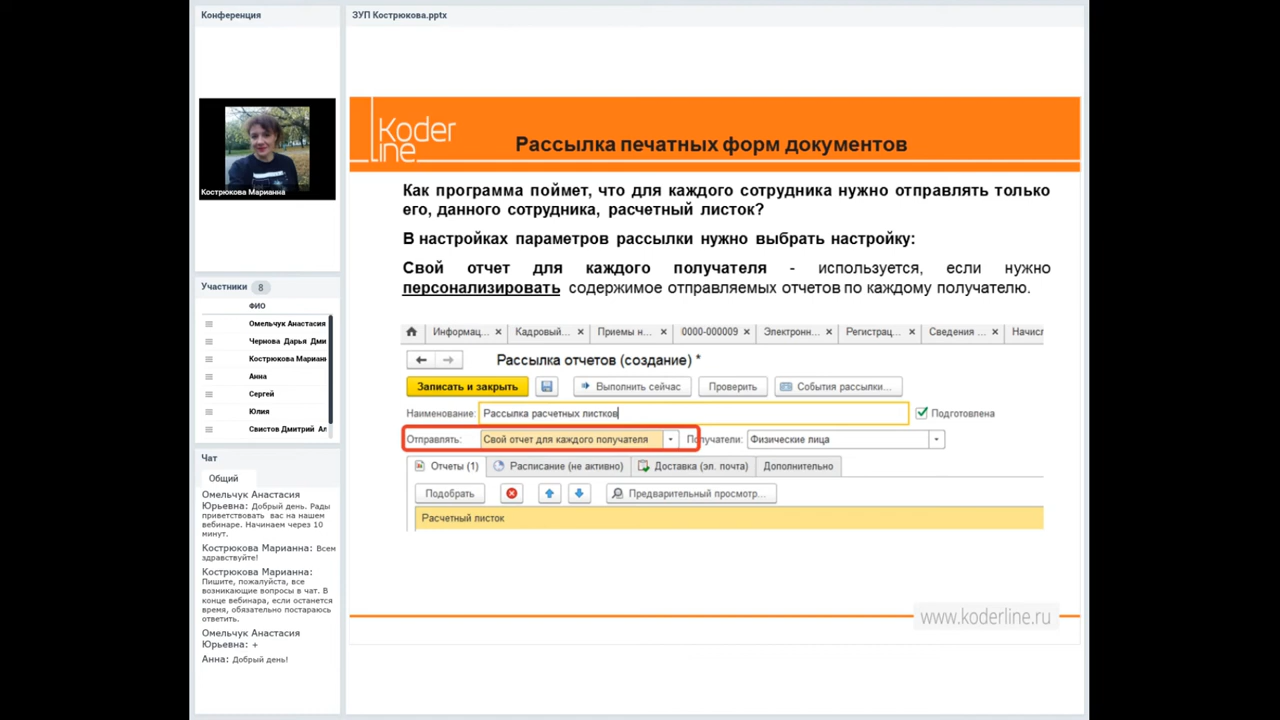 Конференция
ЗУП Кострюкова.pptx
Кострюкова Марианна
Участники 8
ФИО
Омельчук Анастасия
Чернова Дарья Дми
Кострюкова Марианн
Анна
Сергей
Юлия
Свистов Дмитрий Ал
Чат
Общий
Омельчук Анастасия
Юрьевна: Добрый день. Рады
приветствовать вас на нашем
вебинаре. Начинаем через 10
минут.
Кострюкова Марианна: Всем
здравствуйте!
Кострюкова Марианна:
Пишите, пожалуйста, все
возникающие вопросы в чат. В
конце вебинара, если останется
время, обязательно постараюсь
ответить.
Омельчук Анастасия
Юрьевна: +
Анна: Добрый день!
Koder
line
Рассылка печатных форм документов
Как программа поймет, что для каждого сотрудника нужно отправлять только
его, данного сотрудника, расчетный листок?
В настройках параметров рассылки нужно выбрать настройку:
Свой отчет для каждого получателя - используется, если нужно
персонализировать содержимое отправляемых отчетов по каждому получателю.
Информац... × Кадровый... × Приемы н... × 0000-000009 × Электронн... × Регистрац... × Сведения ... × Начисл
Рассылка отчетов (создание) *
Записать и закрыть Выполнить сейчас Проверить События рассылки...
Наименование: Рассылка расчетных листков Подготовлена
Отправлять: Свой отчет для каждого получателя Получатели: Физические лица
Отчеты (1) Расписание (не активно) Доставка (эл. почта) Дополнительно
Подобрать Предварительный просмотр...
Расчетный листок
www.koderline.ru